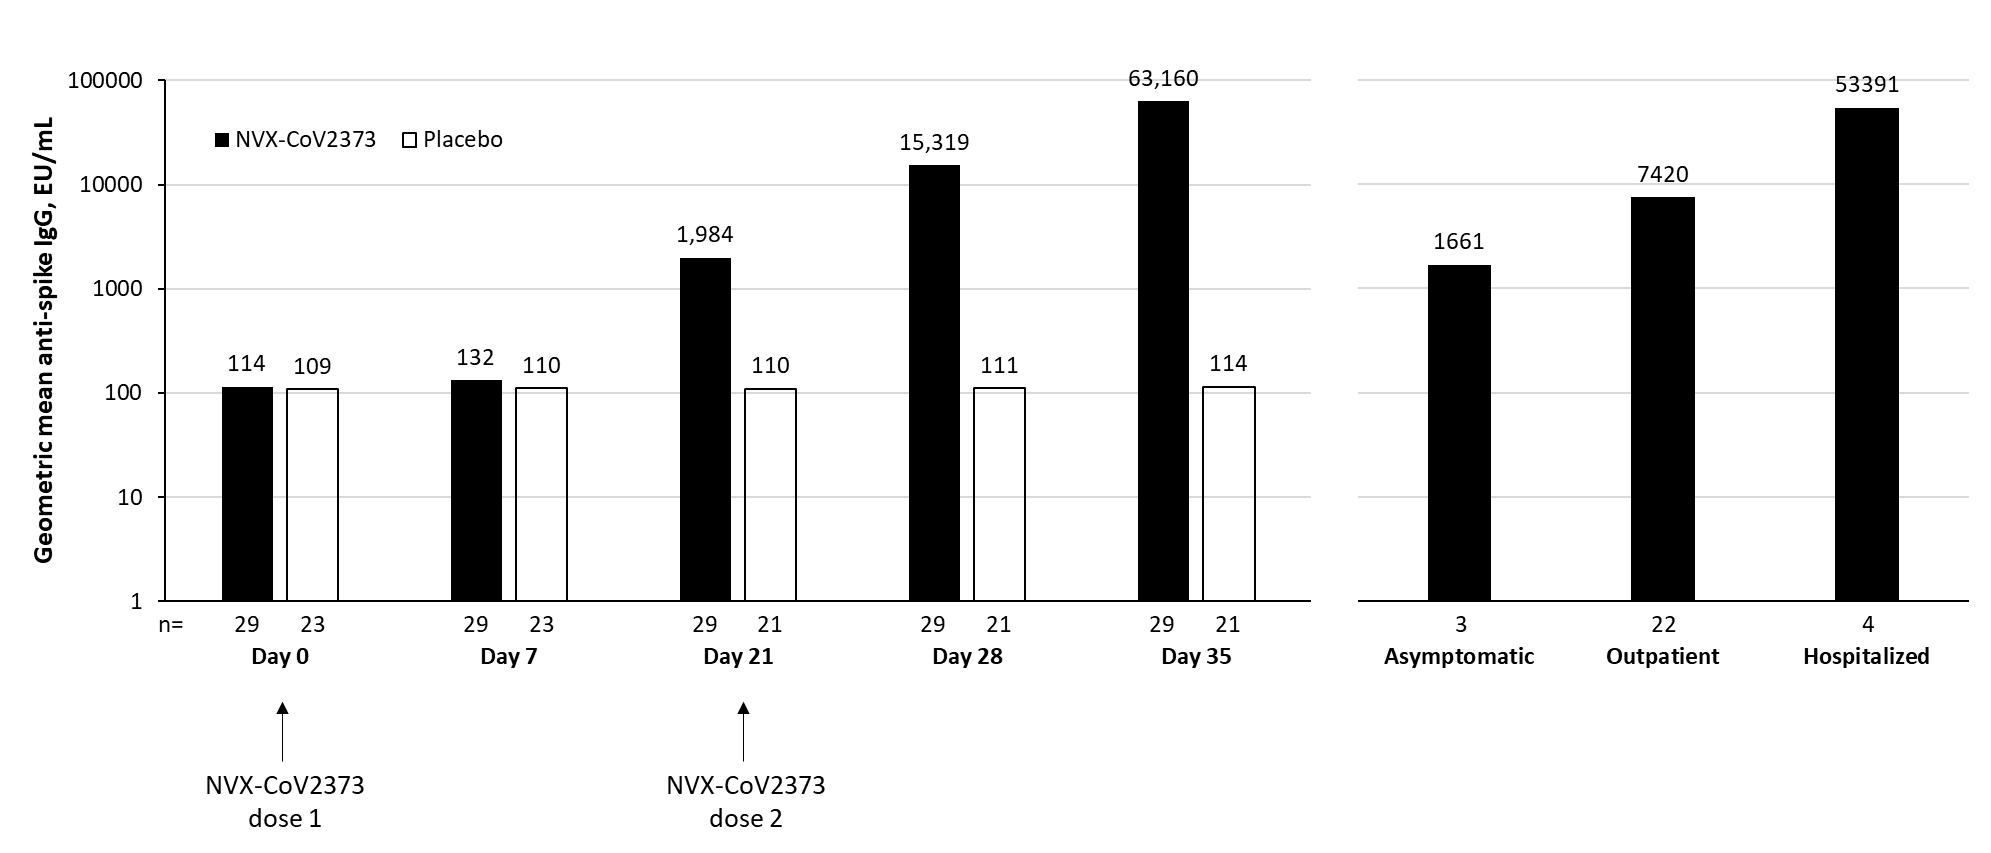 Geometric mean anti-spike IgG, EU/mL
100000
10000
1000
100
10
1
NVX-CoV2373 Placebo
114 109 132 110 1,984 110 15,319 111 63,160 114
1661 7420 53391
n= 29 23 29 23 29 21 29 21 29 21
3 22 4
Day 0 Day 7 Day 21 Day 28 Day 35
Asymptomatic Outpatient Hospitalized
NVX-CoV2373
dose 1
NVX-CoV2373
dose 2